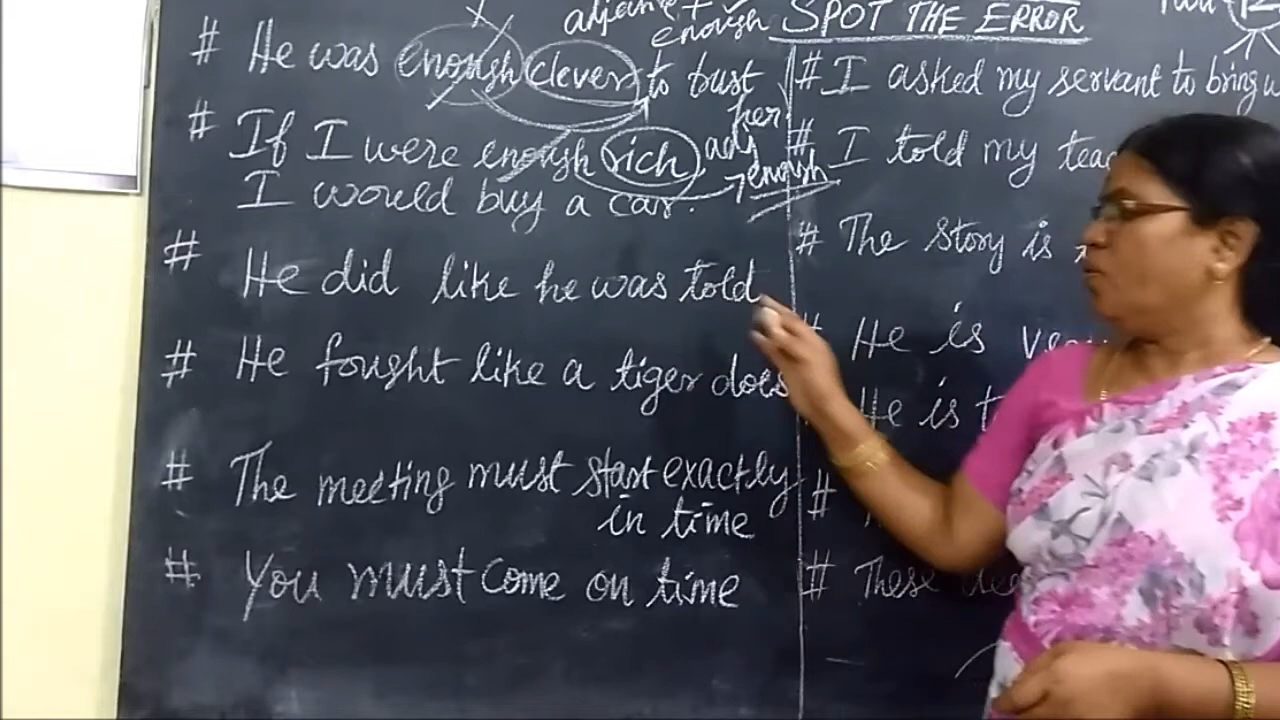 adjective +
enough
SPOT THE ERROR
# He was enough clever to trust
her
# If I were enough rich, adj
enough
I would buy a car.
# He did like he was told
# He fought like a tiger does
# The meeting must start exactly
in time
# You must come on time
# I asked my servant to bring
# I told my
# The story is
# He is
He is
#
# These